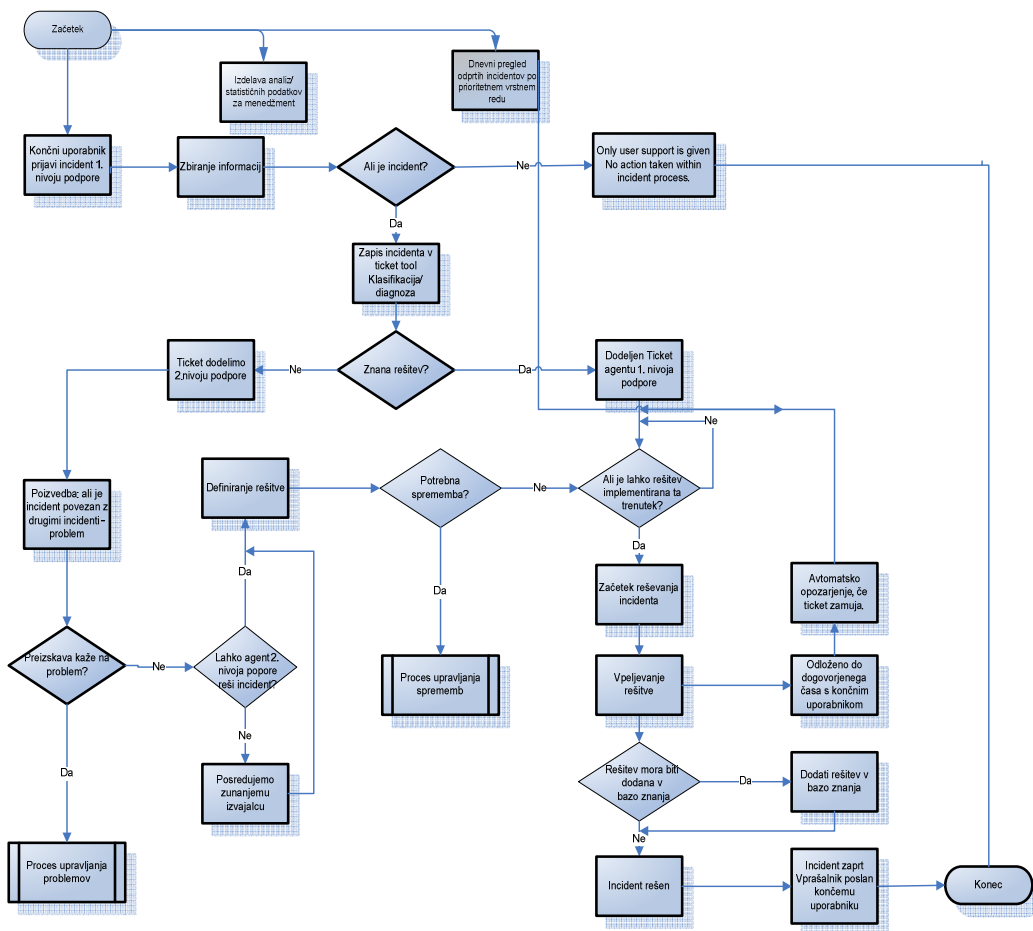 Začetek
Izdelava analiz/
statističnih podatkov
za menedžment
Dnevni pregled
odprtih incidentov po
prioritetnem vrstnem
redu
Končni uporabnik
prijavi incident 1.
nivoju podpore
Zbiranje informacij
Ali je incident?
Ne
Only user support is given
No action taken within
incident process.
Da
Zapis incidenta v
ticket tool
Klasifikacija/
diagnoza
Ticket dodelimo
2.nivoju podpore
Ne
Znana rešitev?
Da
Dodeljen Ticket
agentu 1. nivoja
podpore
Ne
Poizvedba: ali je
incident povezan z
drugimi incidenti–
problem
Definiranje rešitve
Potrebna
sprememba?
Ne
Ali je lahko rešitev
implementirana ta
trenutek?
Da
Da
Da
Začetek reševanja
incidenta
Avtomatsko
opozarjenje, če
ticket zamuja.
Preizskava kaže na
problem?
Ne
Lahko agent 2.
nivoja popore
reši incident?
Proces upravljanja
sprememb
Vpeljevanje
rešitve
Odloženo do
dogovorjenega
časa s končnim
uporabnikom
Ne
Da
Posredujemo
zunanjemu
izvajalcu
Rešitev mora biti
dodana v
bazo znanja
Da
Dodati rešitev v
bazo znanja
Ne
Proces upravljanja
problemov
Incident rešen
Incident zaprt
Vprašalnik poslan
končemu
uporabniku
Konec